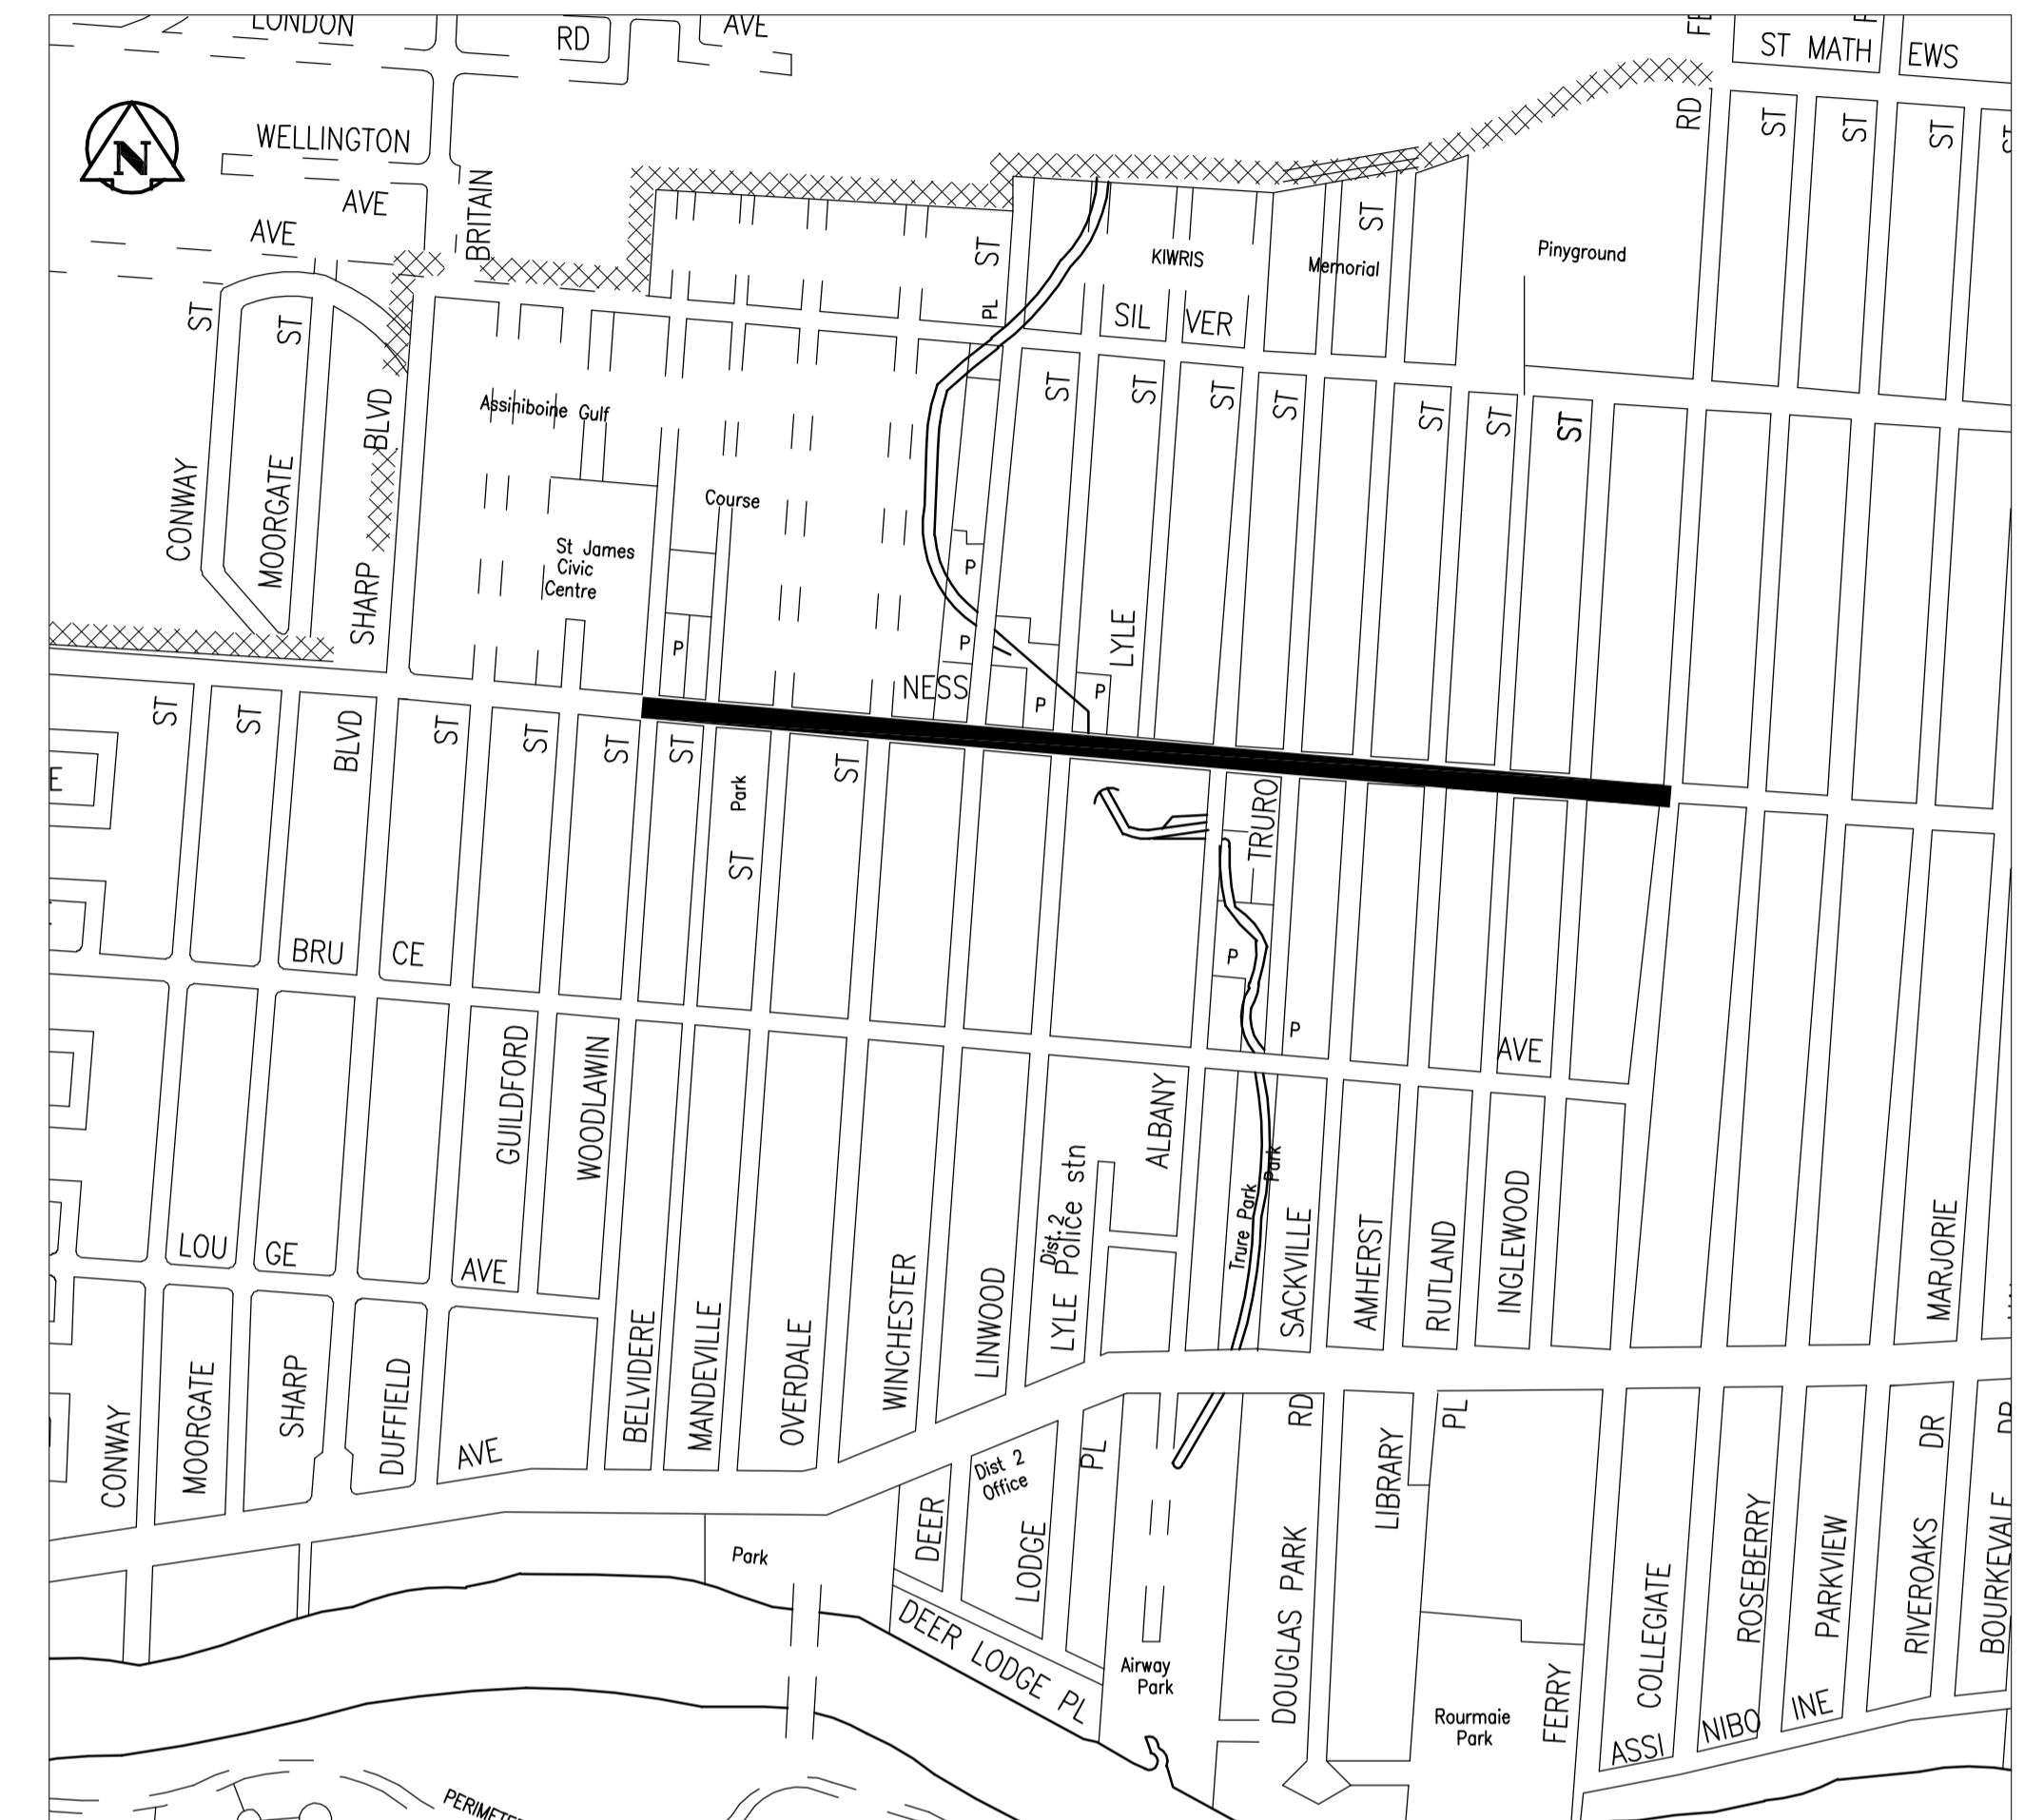 LONDON
RD
AVE
ST MATH EWS
WELLINGTON
AVE
AVE
BRITAIN
N
RD
ST
ST
ST
ST
ST
ST
KIWRIS
Memorial
Pinyground
ST
ST
PL
SIL VER
BLVD
ST
ST
ST
ST
ST
ST
ST
Assihiboine Gulf
Course
CONWAY
MOORGATE
SHARP
St James
Civic
Centre
P
P
P
P
P
LYLE
NESS
ST
ST
BLVD
ST
ST
ST
ST
Park
ST
ST
TRURO
E
BRU CE
P
P
AVE
GUILDFORD
WOODLAWIN
ALBANY
LOU GE
AVE
Dist.2
LYLE Police stn
Trure Park
Park
SACKVILLE
AMHERST
RUTLAND
INGLEWOOD
MARJORIE
CONWAY
MOORGATE
SHARP
DUFFIELD
AVE
BELVIDERE
MANDEVILLE
OVERDALE
WINCHESTER
LINWOOD
Dist 2
Office
PL
RD
PL
DR
DR
DEER
LODGE
LIBRARY
Park
DEER LODGE PL
Airway
Park
DOUGLAS PARK
Rourmaie
Park
FERRY
COLLEGIATE
ROSEBERRY
PARKVIEW
RIVEROAKS
BOURKEVALE
ASSI NIBO INE